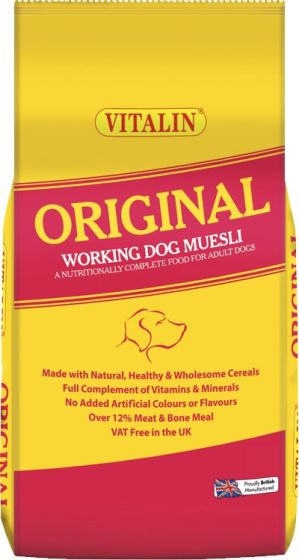 VITALIN®
ORIGINAL
WORKING DOG MUESLI
A NUTRITIONALLY COMPLETE FOOD FOR ADULT DOGS
Made with Natural, Healthy & Wholesome Cereals
Full Complement of Vitamins & Minerals
No Added Artificial Colours or Flavours
Over 12% Meat & Bone Meal
VAT Free in the UK
Proudly British
Manufactured
ORIGINAL
ORIGINAL